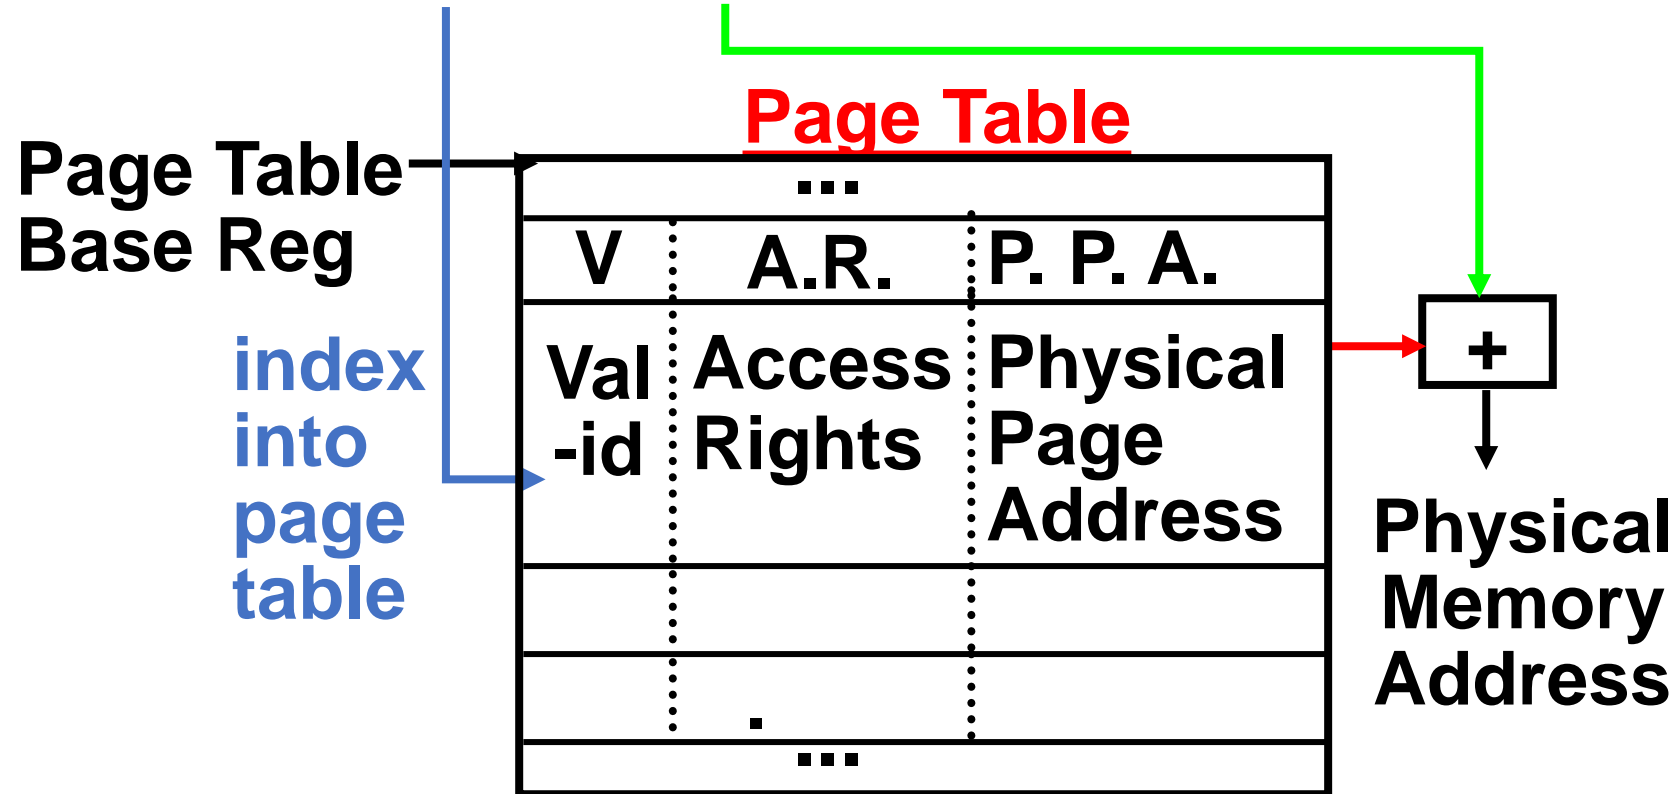 Page Table
Page Table
Base Reg
...
V A.R. P. P. A.
index
into
page
table
Val
-id
Access
Rights
Physical
Page
Address
+
Physical
Memory
Address
.
...